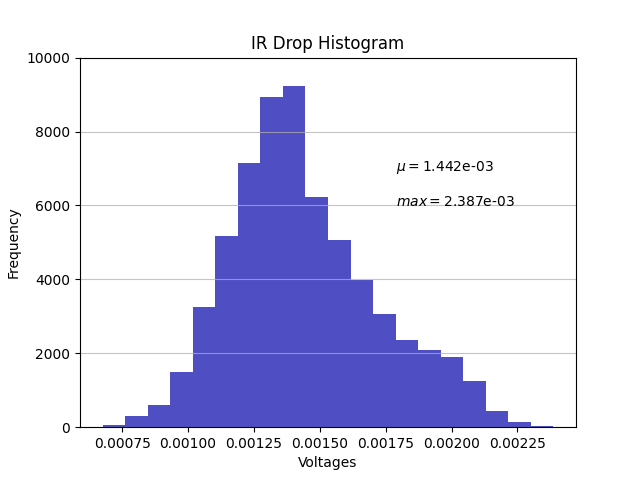 IR Drop Histogram
10000
8000
6000
4000
2000
0
Frequency
μ = 1.442e-03
max = 2.387e-03
0.00075 0.00100 0.00125 0.00150 0.00175 0.00200 0.00225
Voltages